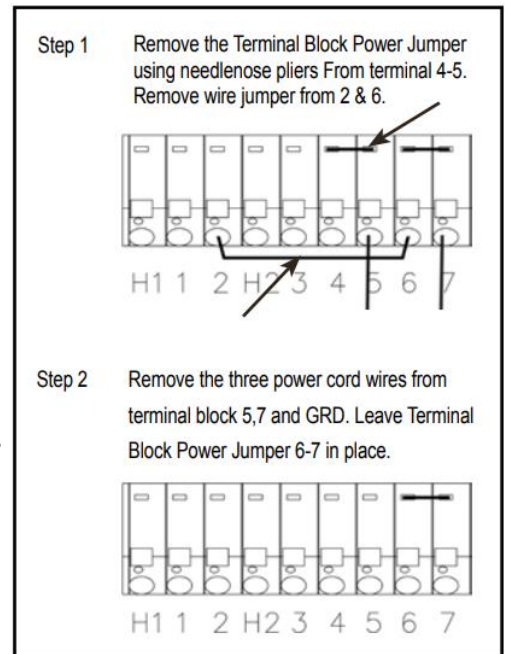 Step 1 Remove the Terminal Block Power Jumper
using needlenose pliers From terminal 4-5.
Remove wire jumper from 2 & 6.
H1 1 2 H2 3 4 5 6 7
Step 2 Remove the three power cord wires from
terminal block 5,7 and GRD. Leave Terminal
Block Power Jumper 6-7 in place.
H1 1 2 H2 3 4 5 6 7